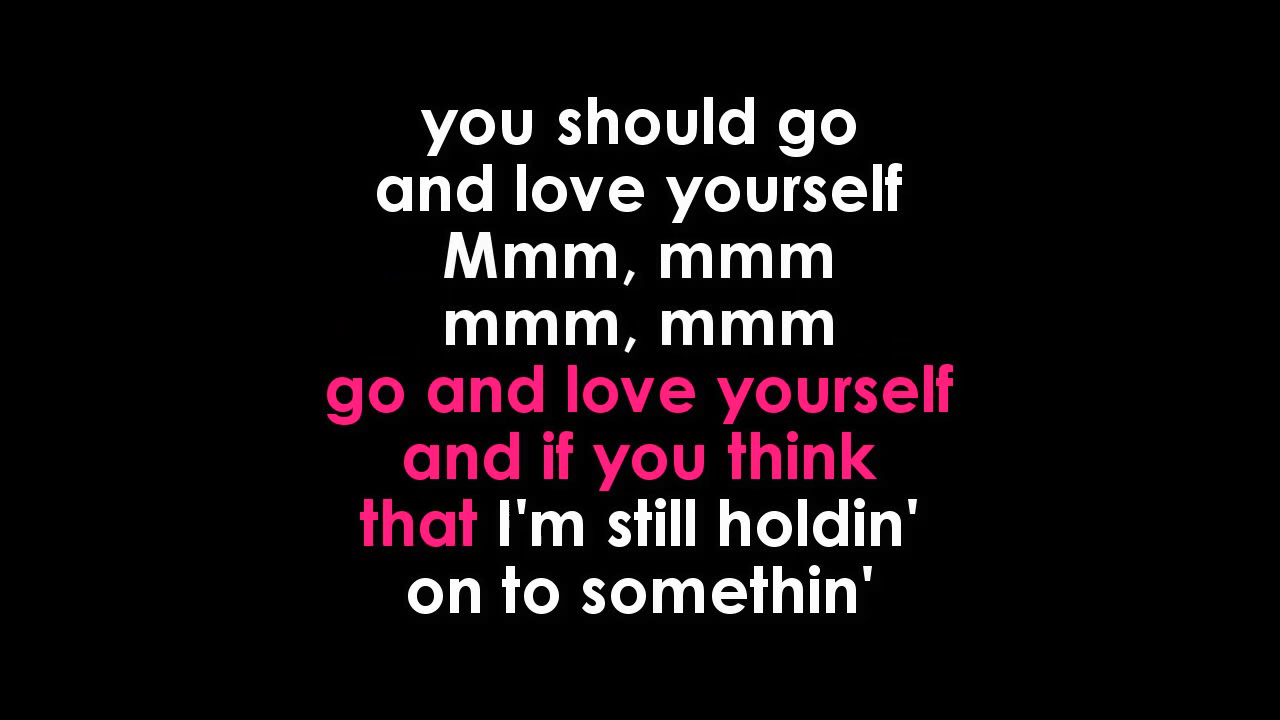 you should go
and love yourself
Mmm, mmm
mmm, mmm
go and love yourself
and if you think
that I'm still holdin'
on to somethin'